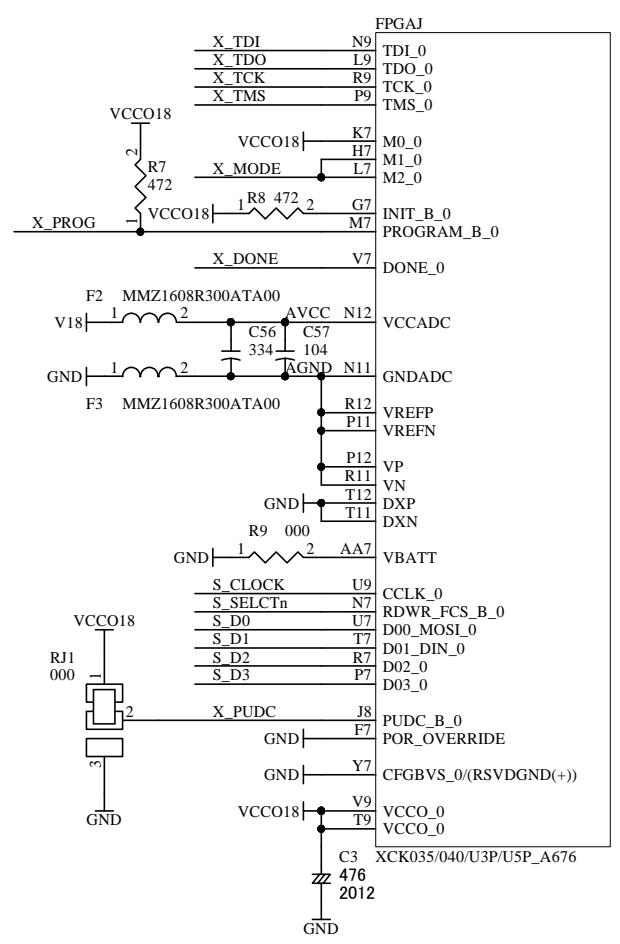 FPGAJ
X_TDI N9 TDI_0
X_TDO L9 TDO_0
X_TCK R9 TCK_0
X_TMS P9 TMS_0
VCCO18
VCCO18 K7 M0_0
H7 M1_0
X_MODE L7 M2_0
2 R7 472 1
VCCO18 1 R8 472 2 G7 INIT_B_0
X_PROG M7 PROGRAM_B_0
X_DONE V7 DONE_0
F2 MMZ1608R300ATA00
V18 1 2 AVCC N12 VCCADC
C56 334
C57 104
GND 1 2 AGND N11 GNDADC
F3 MMZ1608R300ATA00
R12 VREFP
P11 VREFN
P12 VP
R11 VN
GND T12 DXP
T11 DXN
R9 000
GND 1 2 AA7 VBATT
S_CLOCK U9 CCLK_0
S_SELCTn N7 RDWR_FCS_B_0
S_D0 U7 D00_MOSI_0
S_D1 T7 D01_DIN_0
S_D2 R7 D02_0
S_D3 P7 D03_0
VCCO18
RJ1
000
1
2 X_PUDC J8 PUDC_B_0
GND F7 POR_OVERRIDE
3
GND
GND Y7 CFGBVS_0/(RSVDGND(+))
VCCO18 V9 VCCO_0
T9 VCCO_0
C3
476
2012
GND
XCK035/040/U3P/U5P_A676